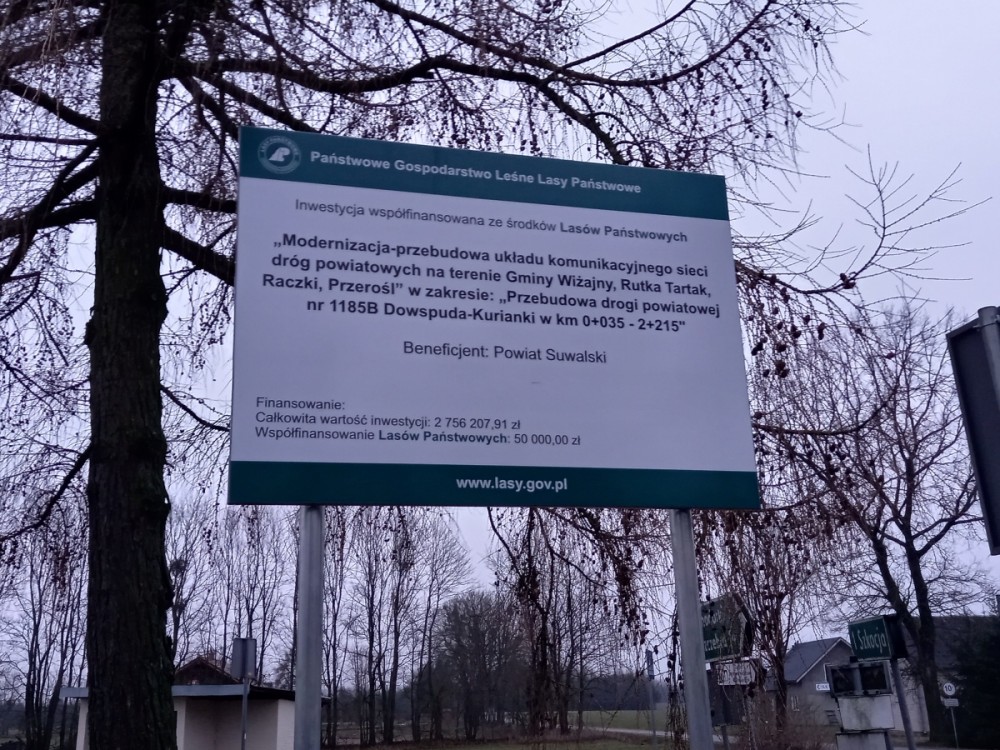 Państwowe Gospodarstwo Leśne Lasy Państwowe
Inwestycja współfinansowana ze środków Lasów Państwowych
„Modernizacja-przebudowa układu komunikacyjnego sieci
dróg powiatowych na terenie Gminy Wiżajny, Rutka Tartak,
Raczki, Przerośl” w zakresie: „Przebudowa drogi powiatowej
nr 1185B Dowspuda-Kurianki w km 0+035 - 2+215"
Beneficjent: Powiat Suwalski
Finansowanie:
Całkowita wartość inwestycji: 2 756 207,91 zł
Współfinansowanie Lasów Państwowych: 50 000,00 zł
www.lasy.gov.pl
Szkocja
10